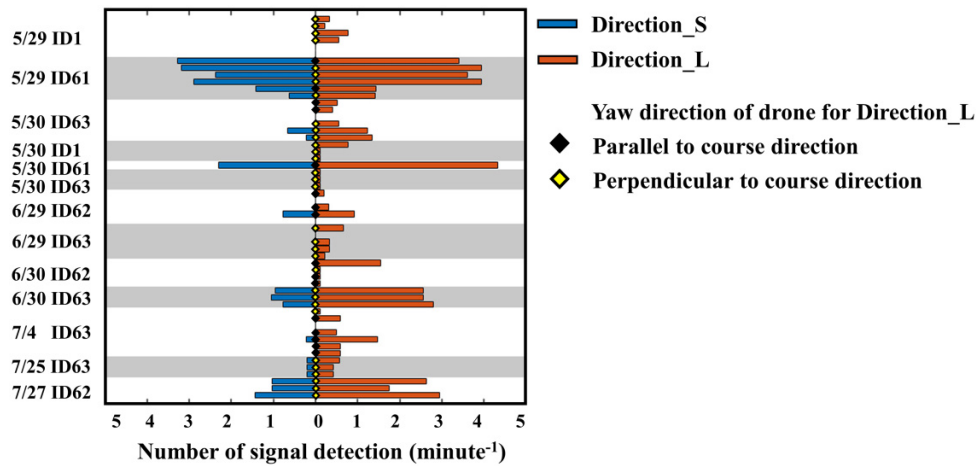 5/29 ID1
5/29 ID61
5/30 ID63
5/30 ID1
5/30 ID61
5/30 ID63
6/29 ID62
6/29 ID63
6/30 ID62
6/30 ID63
7/4 ID63
7/25 ID63
7/27 ID62
5 4 3 2 1 0 1 2 3 4 5
Number of signal detection (minute⁻¹)
Direction_S
Direction_L
Yaw direction of drone for Direction_L
Parallel to course direction
Perpendicular to course direction